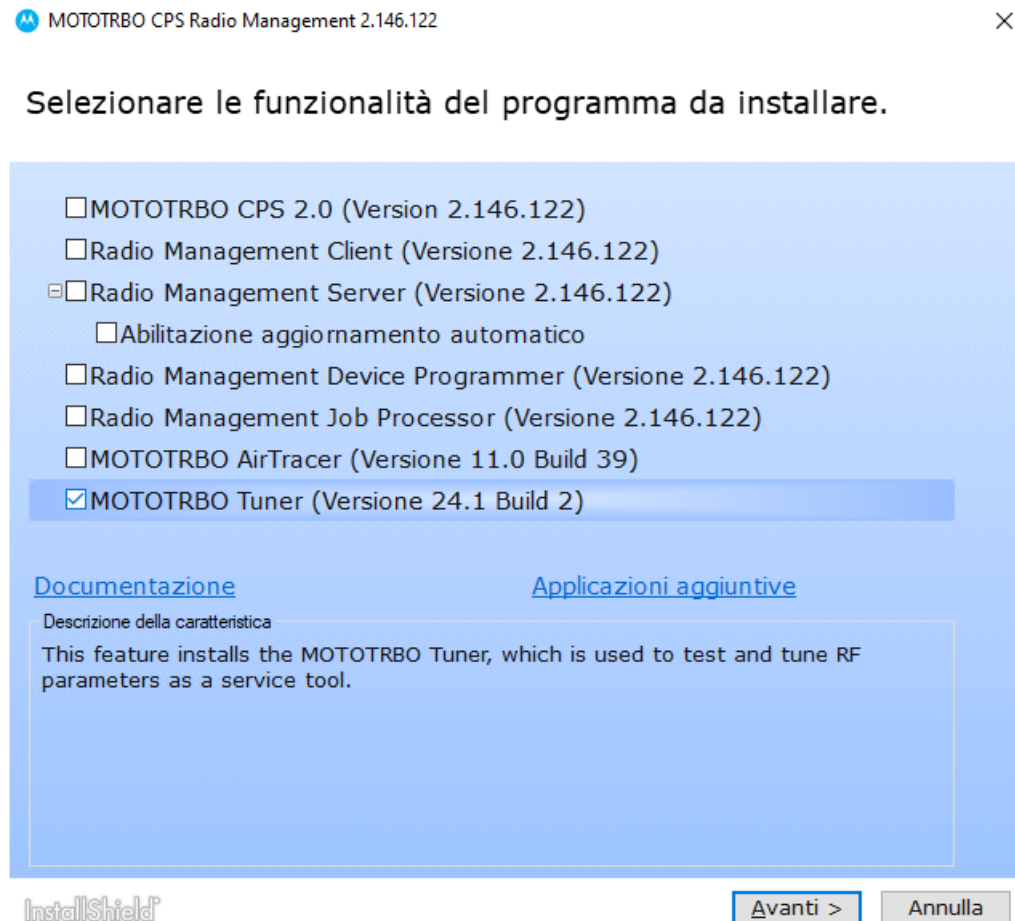 MOTOTRBO CPS Radio Management 2.146.122
Selezionare le funzionalità del programma da installare.
MOTOTRBO CPS 2.0 (Version 2.146.122)
Radio Management Client (Versione 2.146.122)
Radio Management Server (Versione 2.146.122)
Abilitazione aggiornamento automatico
Radio Management Device Programmer (Versione 2.146.122)
Radio Management Job Processor (Versione 2.146.122)
MOTOTRBO AirTracer (Versione 11.0 Build 39)
MOTOTRBO Tuner (Versione 24.1 Build 2)
Documentazione Applicazioni aggiuntive
Descrizione della caratteristica
This feature installs the MOTOTRBO Tuner, which is used to test and tune RF
parameters as a service tool.
InstallShield Avanti > Annulla